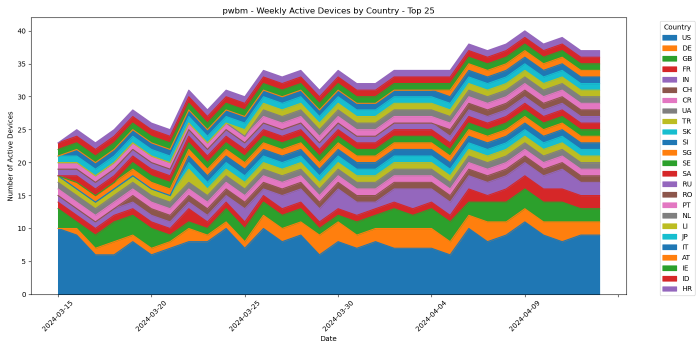 pwbm - Weekly Active Devices by Country - Top 25
Number of Active Devices
40
35
30
25
20
15
10
5
0
2024-03-15
2024-03-20
2024-03-25
2024-03-30
2024-04-04
2024-04-09
Date
Country
US
DE
GB
FR
IN
CH
CR
UA
TR
SK
SI
SG
SE
SA
RU
RO
PT
NL
LI
JP
IT
AT
IE
ID
HR